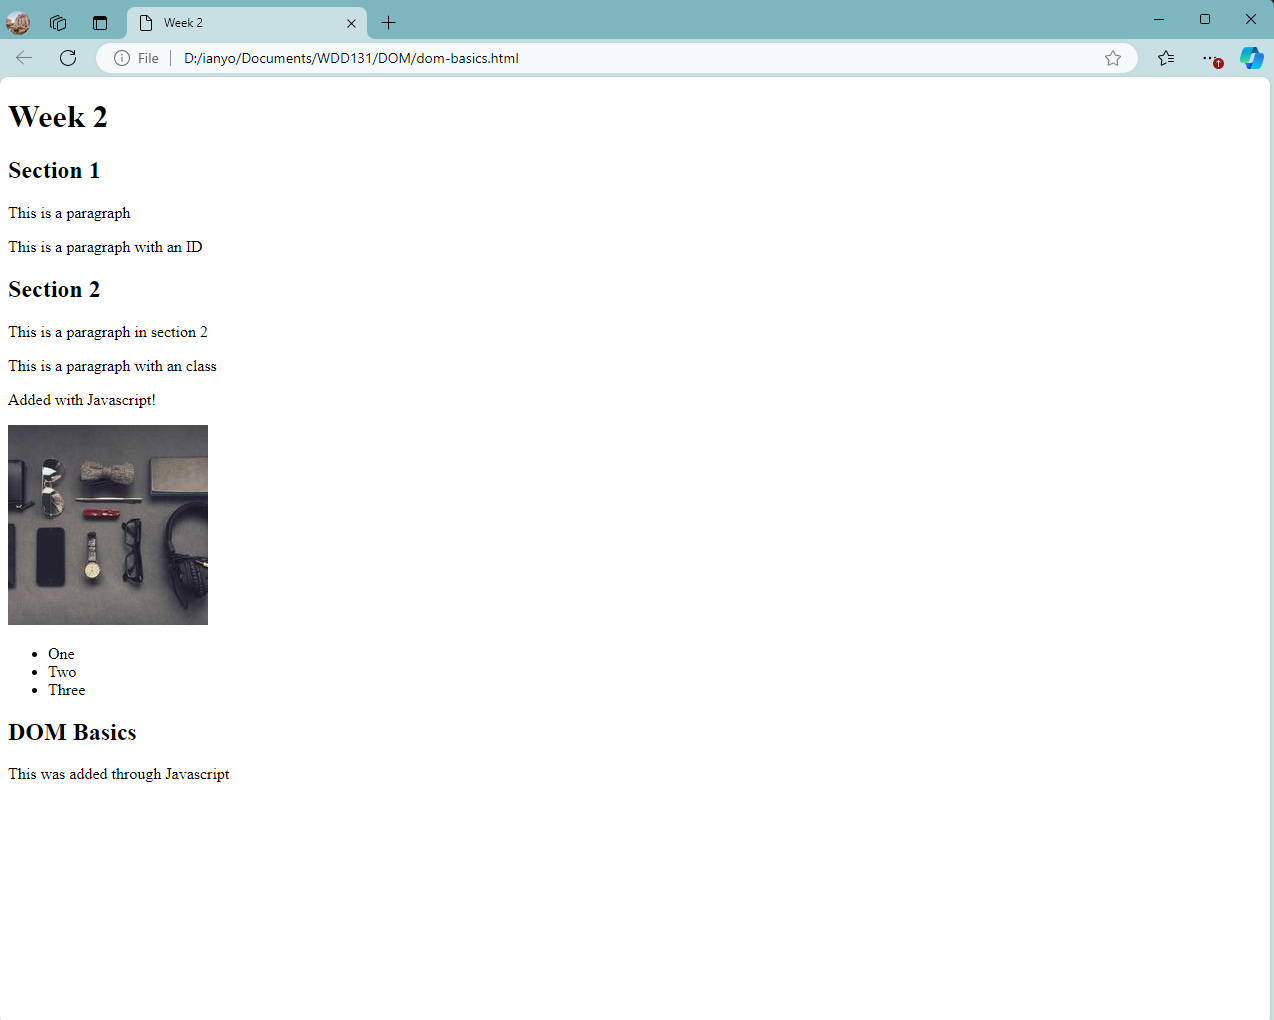 Week 2
File D:/ianyo/Documents/WDD131/DOM/dom-basics.html
Week 2
Section 1
This is a paragraph
This is a paragraph with an ID
Section 2
This is a paragraph in section 2
This is a paragraph with an class
Added with Javascript!
One
Two
Three
DOM Basics
This was added through Javascript